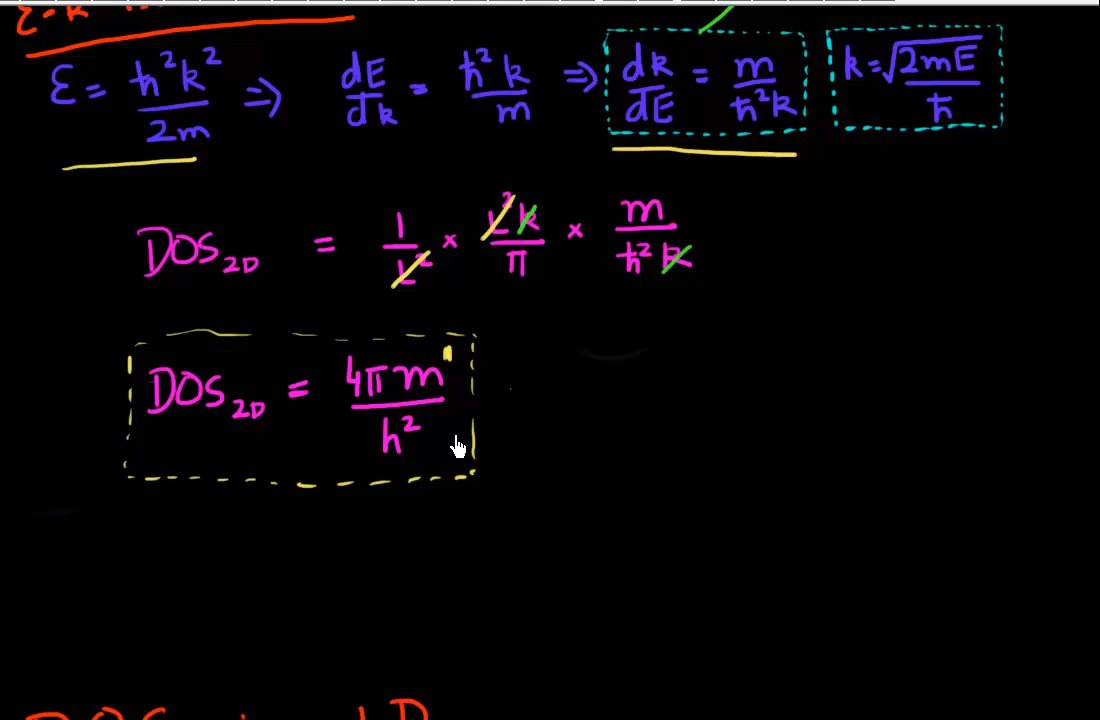 ε-k
ε = ħ²k²/2m ⇒ dE/dk = ħ²k/m ⇒ dk/dE = m/ħ²k k = √2mE/ħ
DOS₂D = 1/L² × L²k/π × m/ħ²k
DOS₂D = 4πm/h²